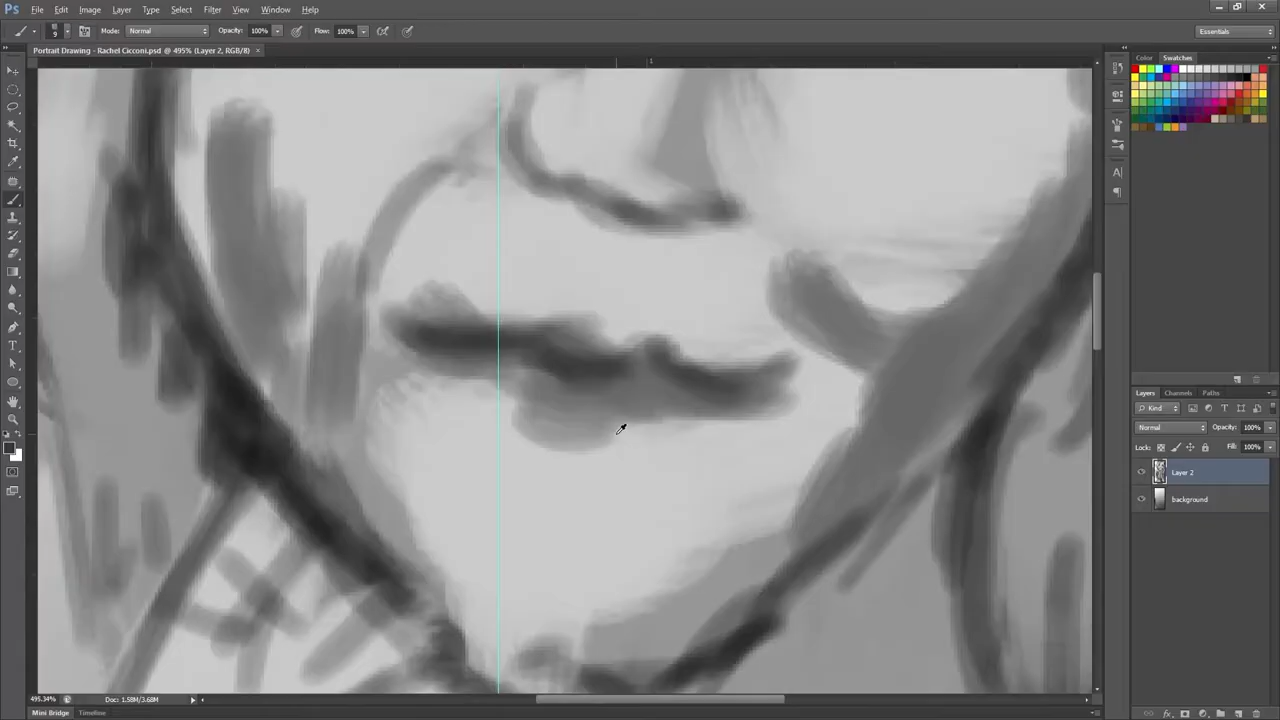 Ps File Edit Image Layer Type Select Filter View Window Help
9 Mode: Normal Opacity: 100% Flow: 100% Essentials
Portrait Drawing - Rachel Cicconi.psd @ 495% (Layer 2, RGB/8) ×
1
Color Swatches
Layers Channels Paths
Kind
Normal Opacity: 100%
Lock: Fill: 100%
Layer 2
background
495.34% Doc: 1.58M/3.68M
Mini Bridge Timeline